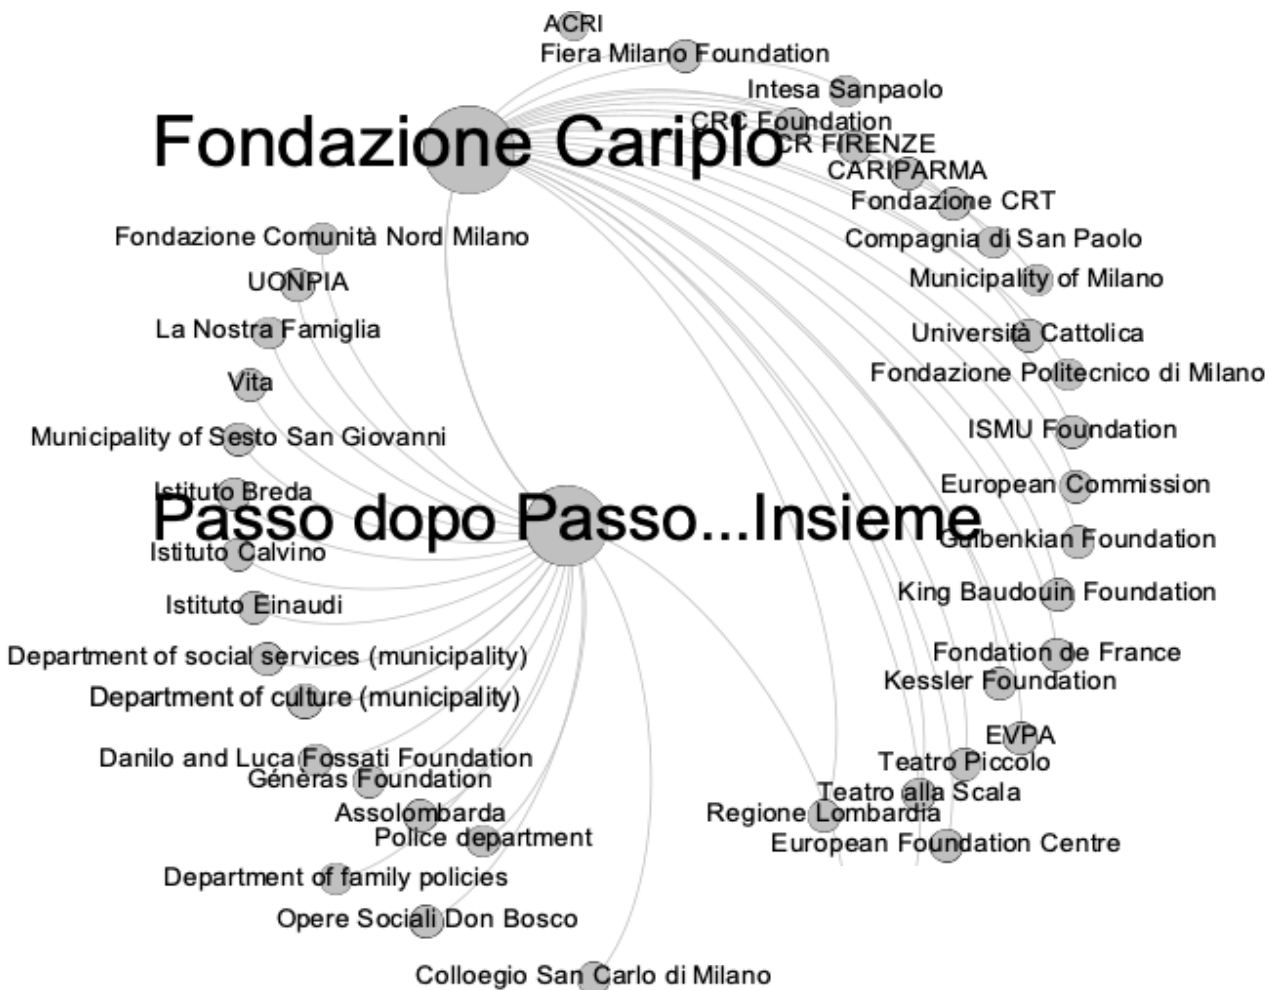 ACRI
Fiera Milano Foundation
Intesa Sanpaolo
CRC Foundation
Fondazione Cariplo
CR FIRENZE
CARIPARMA
Fondazione CRT
Fondazione Comunità Nord Milano
Compagnia di San Paolo
UONPIA
Municipality of Milano
La Nostra Famiglia
Università Cattolica
Vita
Fondazione Politecnico di Milano
Municipality of Sesto San Giovanni
ISMU Foundation
European Commission
Istituto Breda
Passo dopo Passo...Insieme
Gulbenkian Foundation
Istituto Calvino
King Baudouin Foundation
Istituto Einaudi
Fondation de France
Department of social services (municipality)
Kessler Foundation
Department of culture (municipality)
EVPA
Danilo and Luca Fossati Foundation
Teatro Piccolo
Génèras Foundation
Teatro alla Scala
Assolombarda
Regione Lombardia
Police department
European Foundation Centre
Department of family policies
Opere Sociali Don Bosco
Colloegio San Carlo di Milano